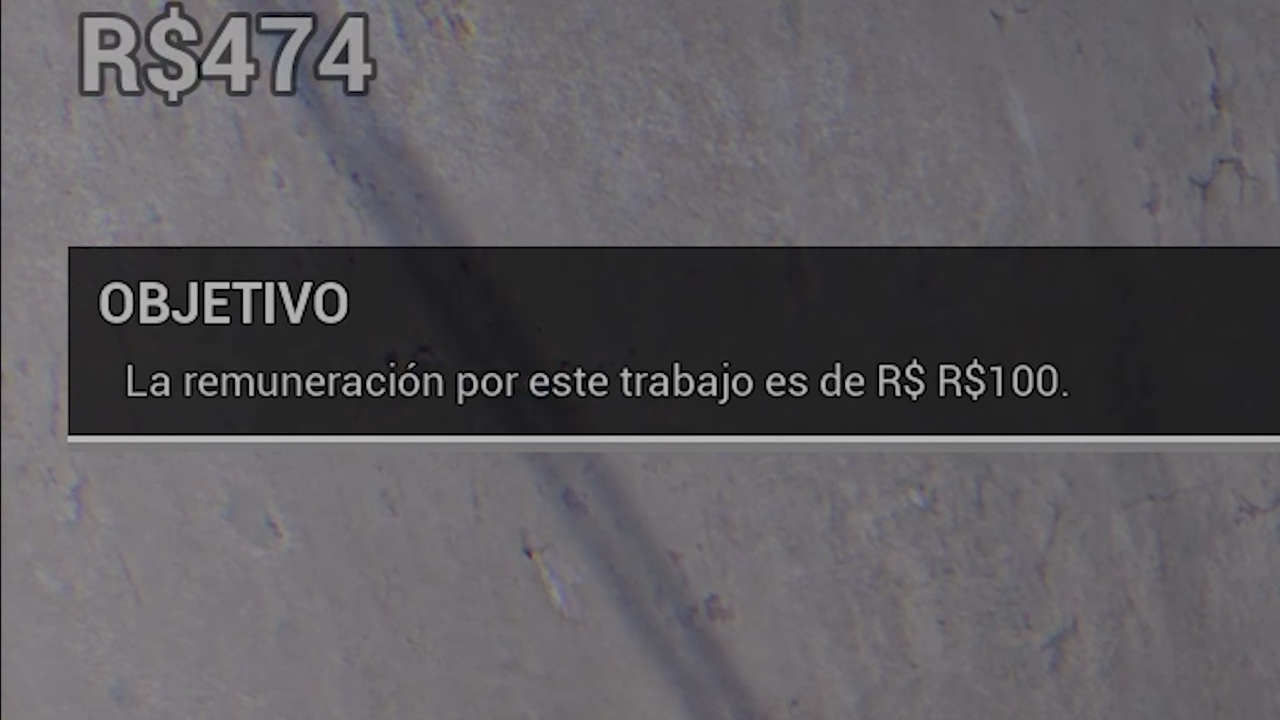 R$474
OBJETIVO
La remuneración por este trabajo es de R$ R$100.